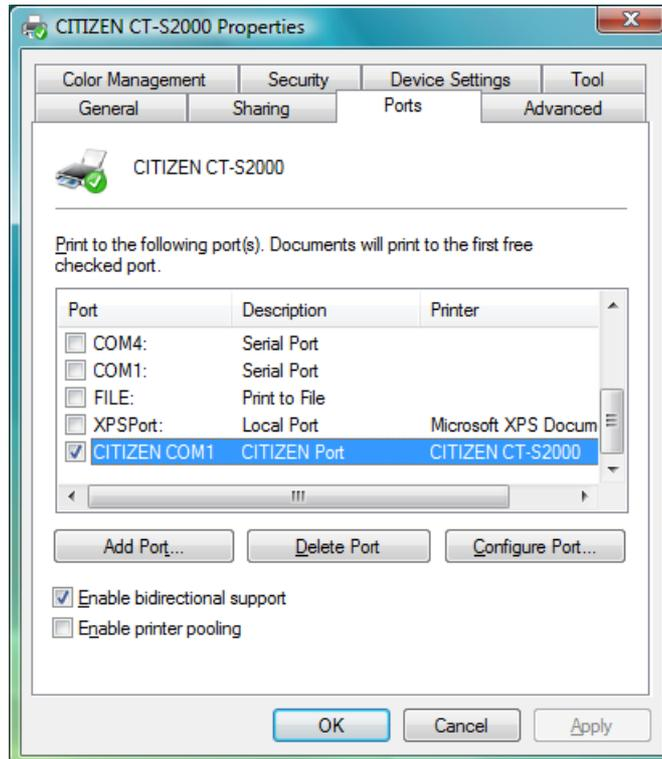 CITIZEN CT-S2000 Properties
Color Management Security Device Settings Tool
General Sharing Ports Advanced
CITIZEN CT-S2000
Print to the following port(s). Documents will print to the first free
checked port.
Port Description Printer
COM4: Serial Port
COM1: Serial Port
FILE: Print to File
XPSPort: Local Port Microsoft XPS Docum
CITIZEN COM1 CITIZEN Port CITIZEN CT-S2000
Add Port... Delete Port Configure Port...
Enable bidirectional support
Enable printer pooling
OK Cancel Apply